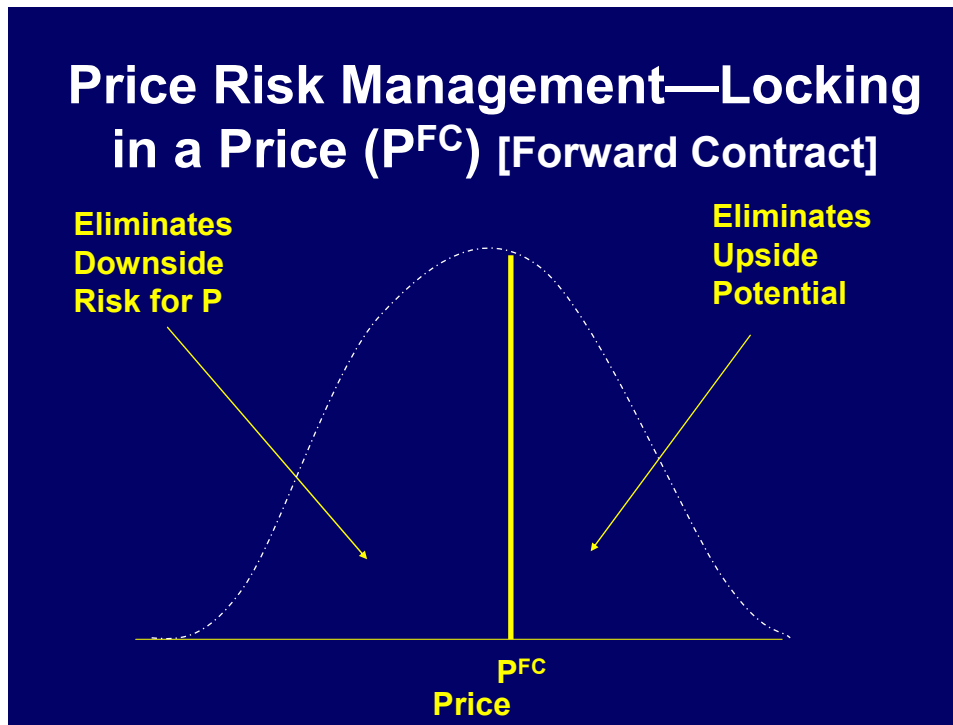 Price Risk Management—Locking
in a Price (Pᶠᶜ) [Forward Contract]
Eliminates
Downside
Risk for P
Eliminates
Upside
Potential
Pᶠᶜ
Price